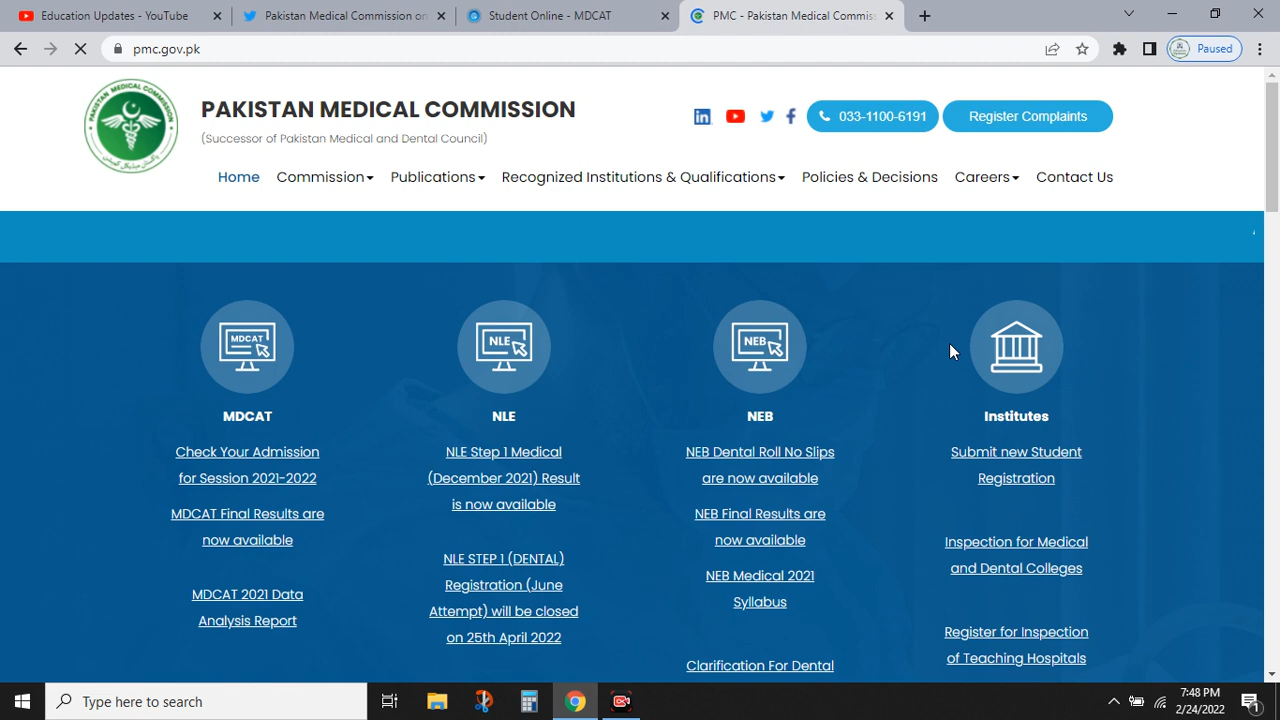 Education Updates - YouTube
Pakistan Medical Commission on
Student Online - MDCAT
PMC - Pakistan Medical Commis
pmc.gov.pk
Paused
PAKISTAN MEDICAL COMMISSION
(Successor of Pakistan Medical and Dental Council)
033-1100-6191
Register Complaints
Home
Commission
Publications
Recognized Institutions & Qualifications
Policies & Decisions
Careers
Contact Us
MDCAT
NLE
NEB
MDCAT
NLE
NEB
Institutes
Check Your Admission
for Session 2021-2022
MDCAT Final Results are
now available
MDCAT 2021 Data
Analysis Report
NLE Step 1 Medical
(December 2021) Result
is now available
NLE STEP 1 (DENTAL)
Registration (June
Attempt) will be closed
on 25th April 2022
NEB Dental Roll No Slips
are now available
NEB Final Results are
now available
NEB Medical 2021
Syllabus
Clarification For Dental
Submit new Student
Registration
Inspection for Medical
and Dental Colleges
Register for Inspection
of Teaching Hospitals
Type here to search
7:48 PM
2/24/2022
1